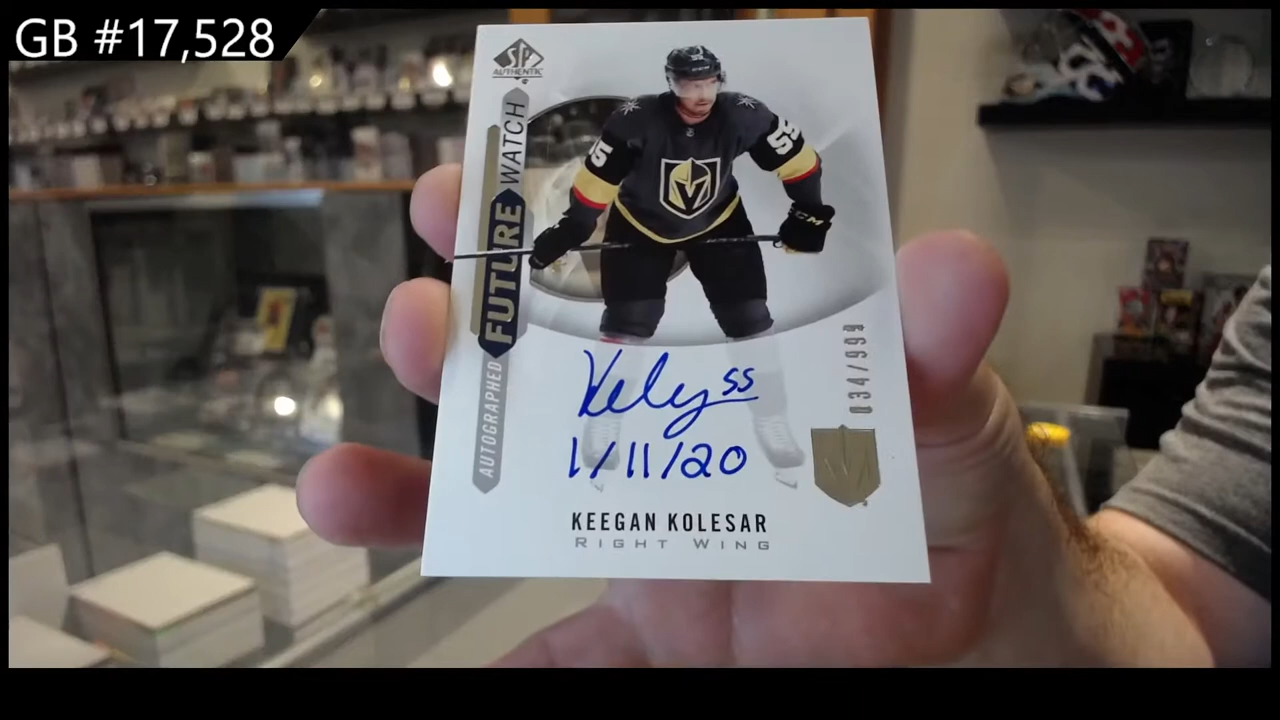 GB #17,528
SP
AUTHENTIC
AUTOGRAPHED FUTURE WATCH
55
55
CCM
55
1/11/20
034/999
KEEGAN KOLESAR
RIGHT WING